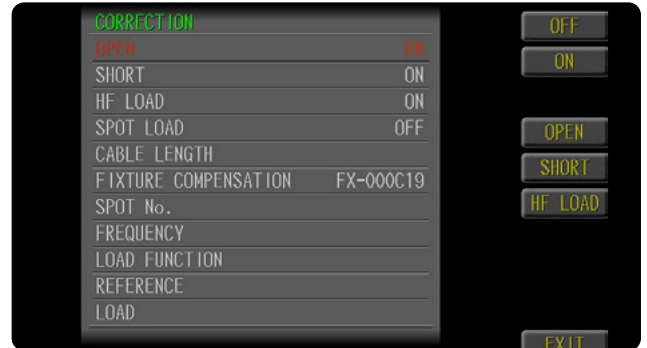 CORRECTION
OPEN ON
SHORT ON
HF LOAD ON
SPOT LOAD OFF
CABLE LENGTH
FIXTURE COMPENSATION FX-000C19
SPOT No.
FREQUENCY
LOAD FUNCTION
REFERENCE
LOAD
OFF
ON
OPEN
SHORT
HF LOAD
EXIT